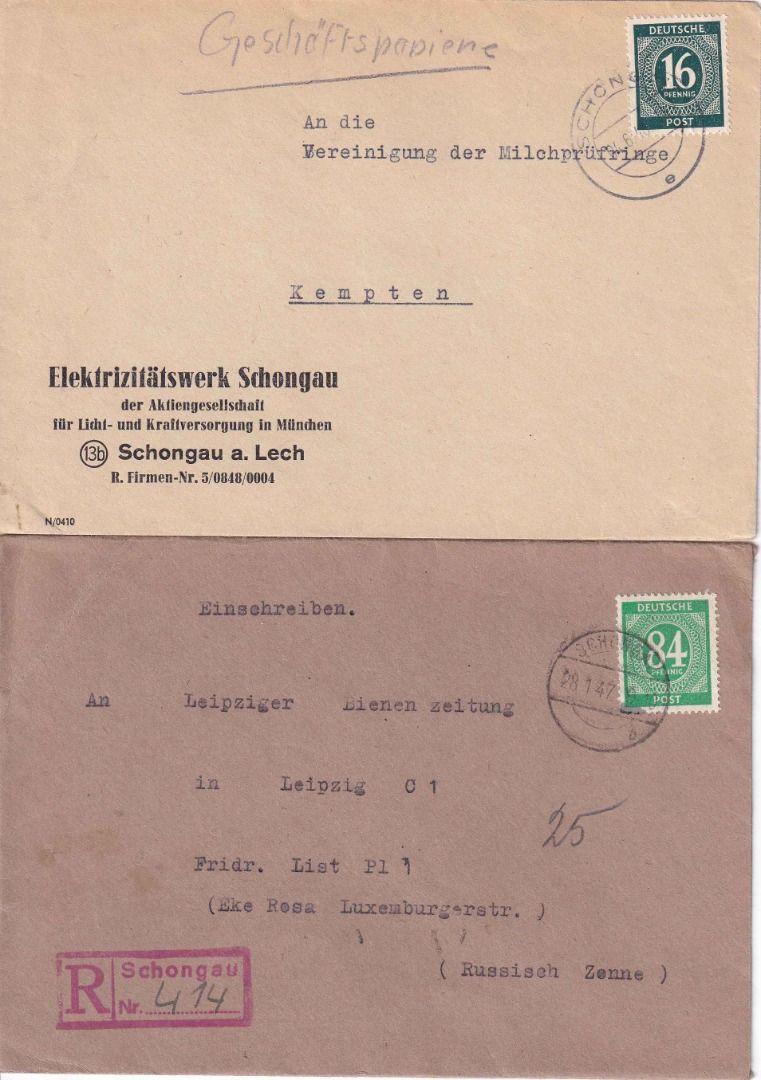 Geschäftspapiere
DEUTSCHE
16
PFENNIG
POST
SCHONG
e
An die
Vereinigung der Milchprüfringe
Kempten
Elektrizitätswerk Schongau
der Aktiengesellschaft
für Licht- und Kraftversorgung in München
13b Schongau a. Lech
R. Firmen-Nr. 5/0848/0004
N/0410
Einschreiben.
DEUTSCHE
84
PFENNIG
POST
SCHONG
28.1.47
b
An Leipziger Bienen zeitung
in Leipzig C 1
25
Fridr. List Pl 1
(Eke Rosa Luxemburgerstr. )
( Russisch Zonne )
R Schongau
Nr. 414